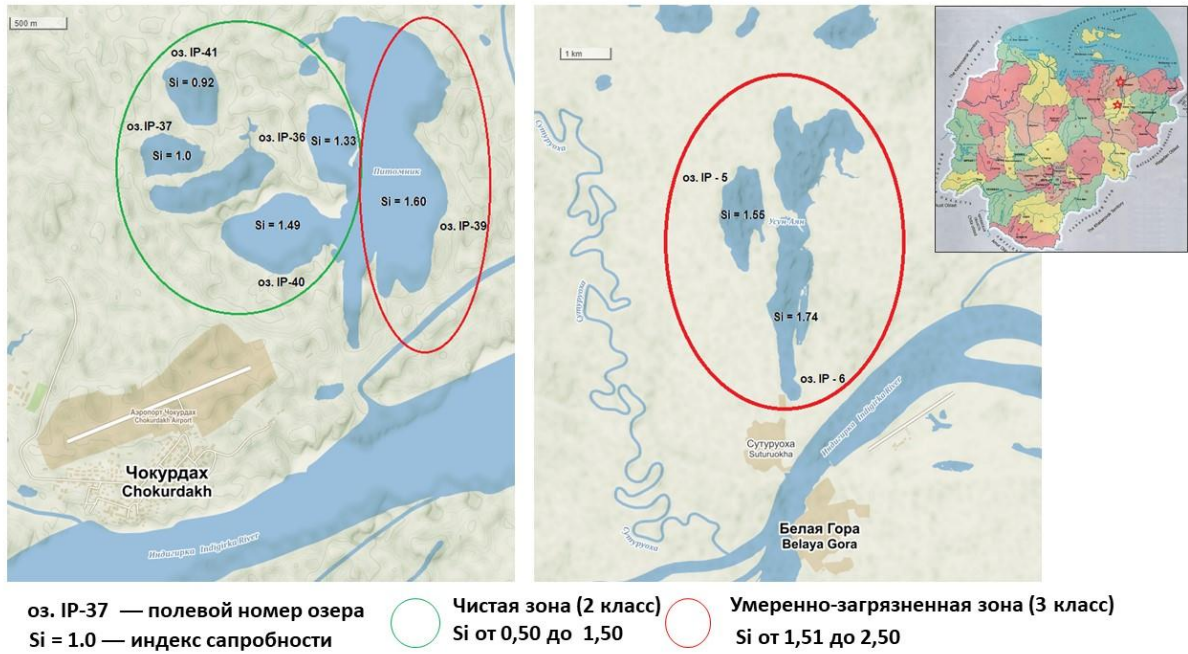 500 m
оз. IP-41
Si = 0.92
оз. IP-37
Si = 1.0
оз. IP-36
Si = 1.33
Питомник
Si = 1.60
оз. IP-39
Si = 1.49
оз. IP-40
Аэропорт Чокурдах
Chokurdakh Airport
Чокурдах
Chokurdakh
Индигирка Indigirka River
1 km
Сутуруоха
оз. IP - 5
Si = 1.55
Усун-Аян
Сутуруоха
Si = 1.74
оз. IP - 6
Сутуруоха
Suturuokha
Индигирка Indigirka River
Сутуруоха
Белая Гора
Belaya Gora
оз. IP-37 — полевой номер озера
Si = 1.0 — индекс сапробности
Чистая зона (2 класс)
Si от 0,50 до 1,50
Умеренно-загрязненная зона (3 класс)
Si от 1,51 до 2,50